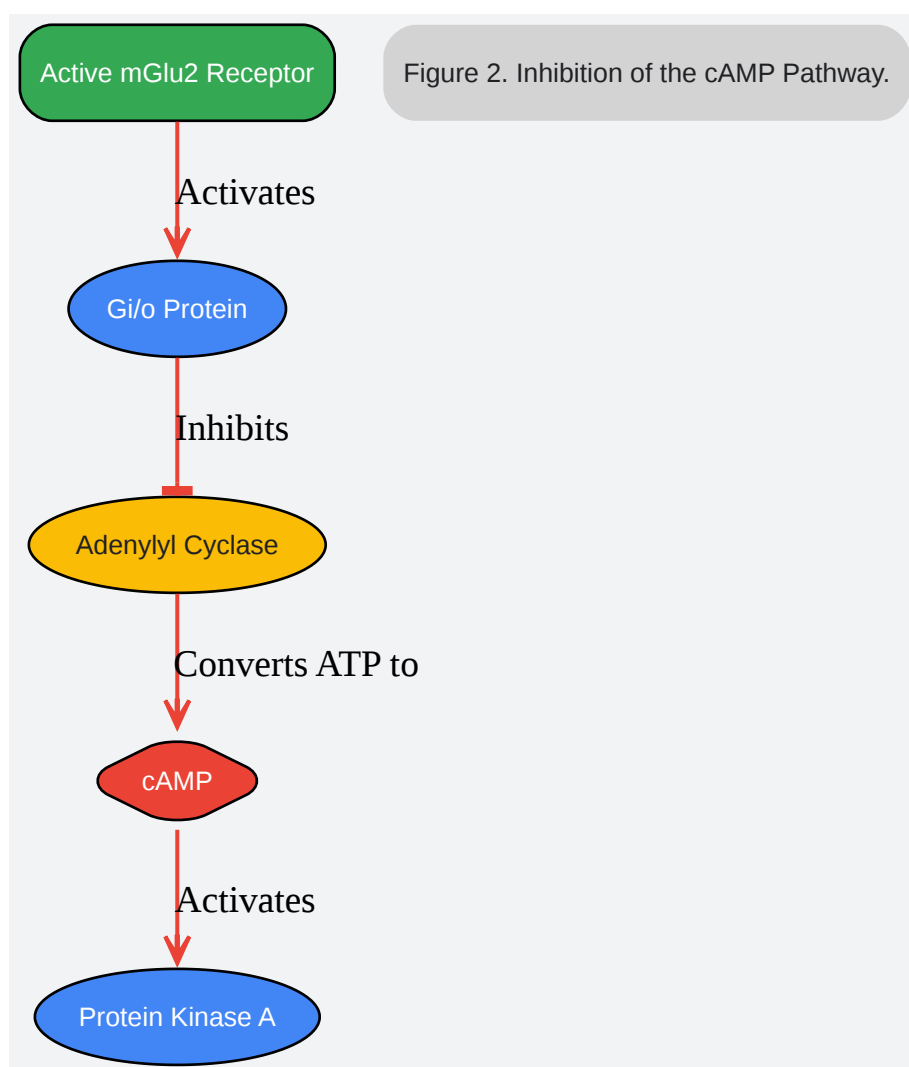 Active mGlu2 Receptor
Figure 2. Inhibition of the cAMP Pathway.
Activates
Gi/o Protein
Inhibits
Adenylyl Cyclase
Converts ATP to
cAMP
Activates
Protein Kinase A